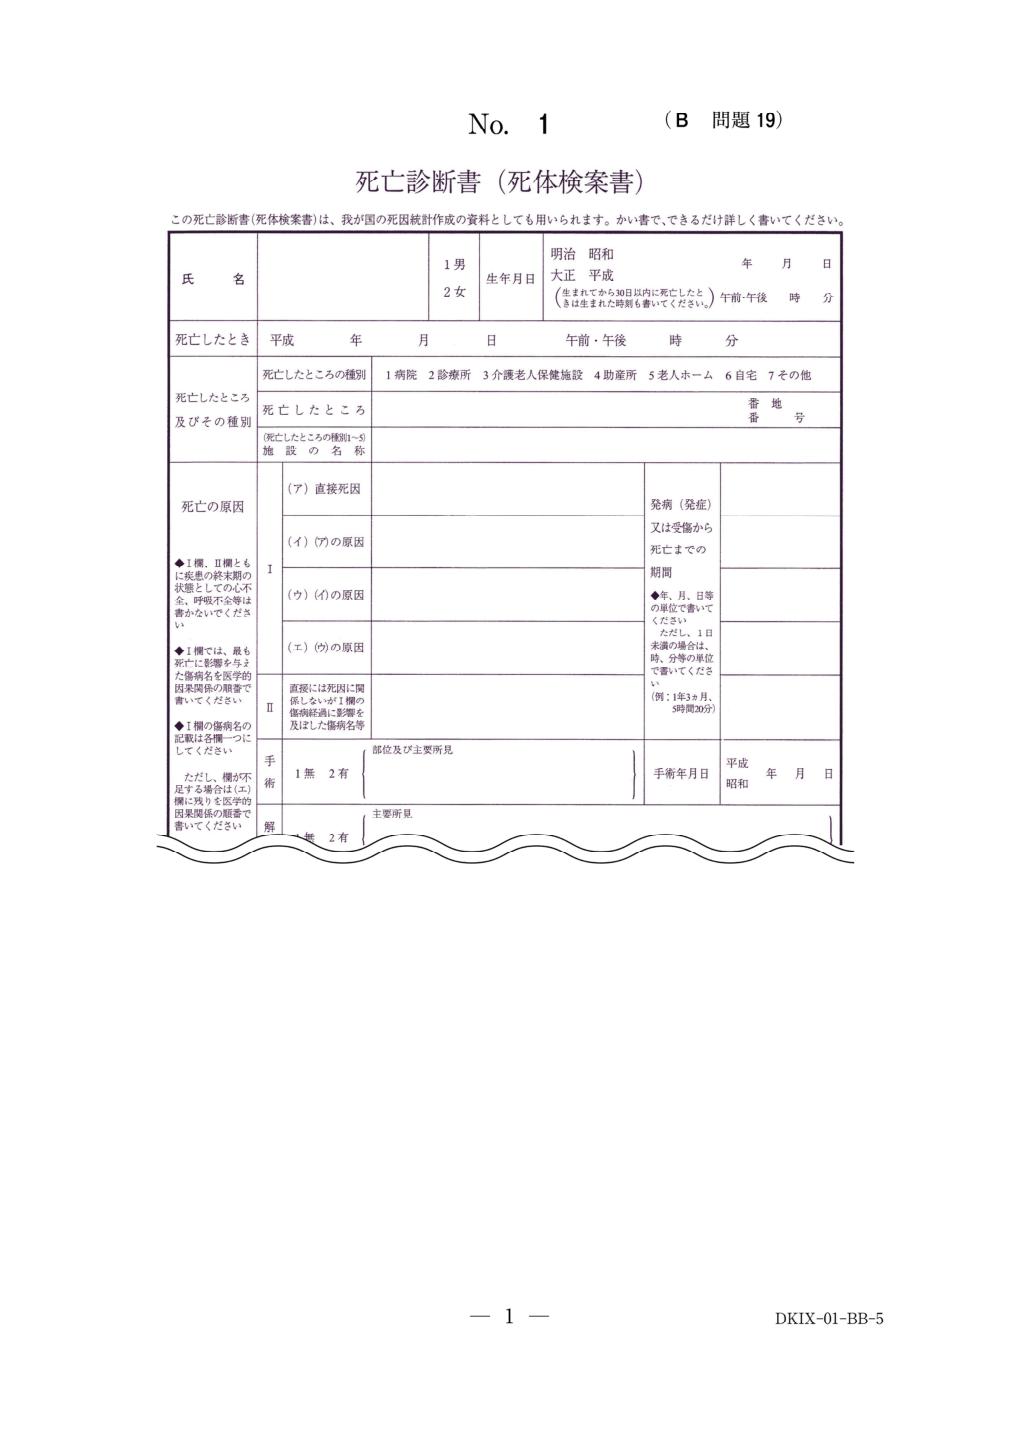 No. 1
（B 問題 19）
死亡診断書（死体検案書）
この死亡診断書(死体検案書)は、我が国の死因統計作成の資料としても用いられます。かい書で、できるだけ詳しく書いてください。
氏 名
1 男
2 女
生年月日
明治 昭和
大正 平成
年 月 日
（生まれてから30日以内に死亡したと
きは生まれた時刻も書いてください。）
午前・午後 時 分
死亡したとき
平成 年 月 日 午前・午後 時 分
死亡したところ
及びその種別
死亡したところの種別
1 病院 2 診療所 3 介護老人保健施設 4 助産所 5 老人ホーム 6 自宅 7 その他
死亡したところ
番 地
番 号
(死亡したところの種別1〜5)
施設の名称
死亡の原因
◆Ⅰ欄、Ⅱ欄とも
に疾患の終末期の
状態としての心不
全、呼吸不全等は
書かないでくださ
い
◆Ⅰ欄では、最も
死亡に影響を与え
た傷病名を医学的
因果関係の順番で
書いてください
◆Ⅰ欄の傷病名の
記載は各欄一つに
してください
ただし、欄が不
足する場合は(エ)
欄に残りを医学的
因果関係の順番で
書いてください
Ⅰ
（ア）直接死因
（イ）(ア)の原因
（ウ）(イ)の原因
（エ）(ウ)の原因
Ⅱ
直接には死因に関
係しないがⅠ欄の
傷病経過に影響を
及ぼした傷病名等
発病（発症）
又は受傷から
死亡までの
期間
◆年、月、日等
の単位で書いて
ください
ただし、1日
未満の場合は、
時、分等の単位
で書いてくださ
い
(例：1年3ヵ月、
5時間20分)
手
術
1 無 2 有
部位及び主要所見
手術年月日
平成
昭和
年 月 日
解
1 無 2 有
主要所見
— 1 —
DKIX-01-BB-5